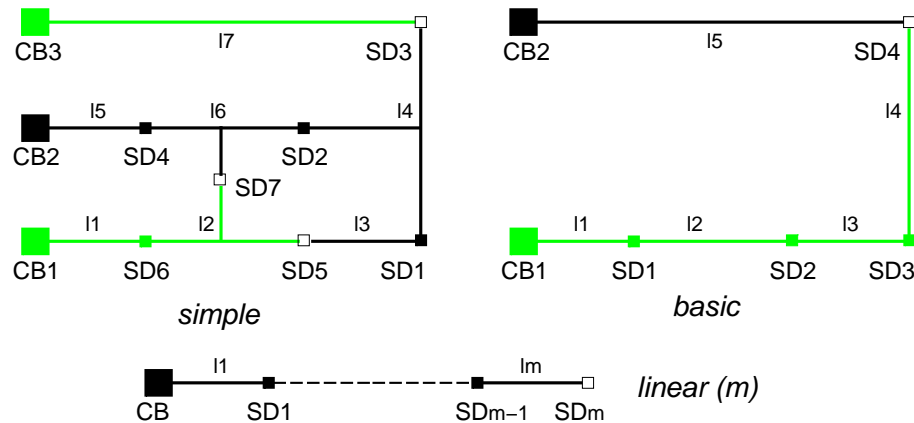 CB3
l7
SD3
l5
l6
l4
CB2
SD4
SD2
SD7
l1
l2
l3
CB1
SD6
SD5
SD1
simple
CB2
l5
SD4
l4
l1
l2
l3
CB1
SD1
SD2
SD3
basic
l1
lm
CB
SD1
SDm−1
SDm
linear (m)